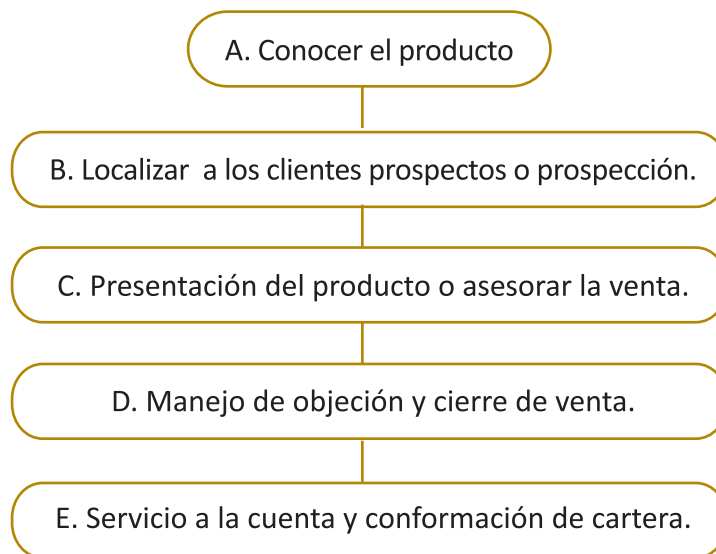 A. Conocer el producto
B. Localizar a los clientes prospectos o prospección.
C. Presentación del producto o asesorar la venta.
D. Manejo de objeción y cierre de venta.
E. Servicio a la cuenta y conformación de cartera.